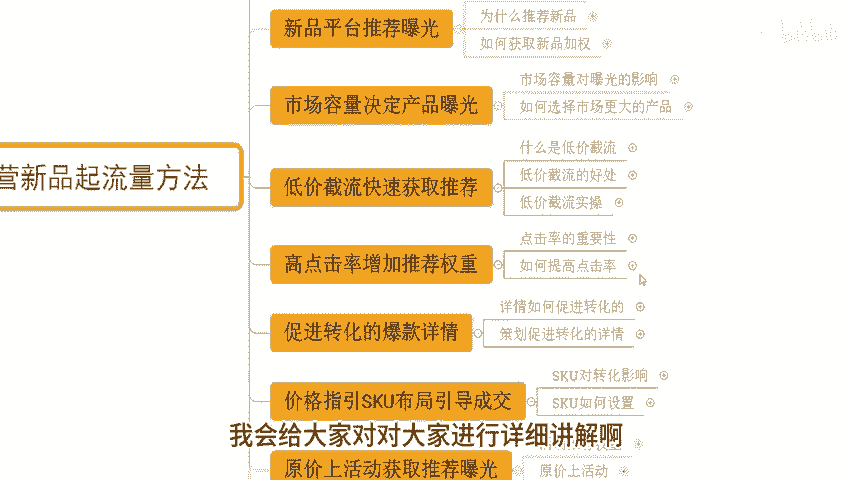 新品平台推荐曝光
为什么推荐新品
如何获取新品加权
市场容量决定产品曝光
市场容量对曝光的影响
如何选择市场更大的产品
营新品起流量方法
低价截流快速获取推荐
什么是低价截流
低价截流的好处
低价截流实操
高点击率增加推荐权重
点击率的重要性
如何提高点击率
促进转化的爆款详情
详情如何促进转化的
策划促进转化的详情
价格指引SKU布局引导成交
SKU对转化影响
SKU如何设置
我会给大家对对大家进行详细讲解啊
原价上活动获取推荐曝光
原价上活动